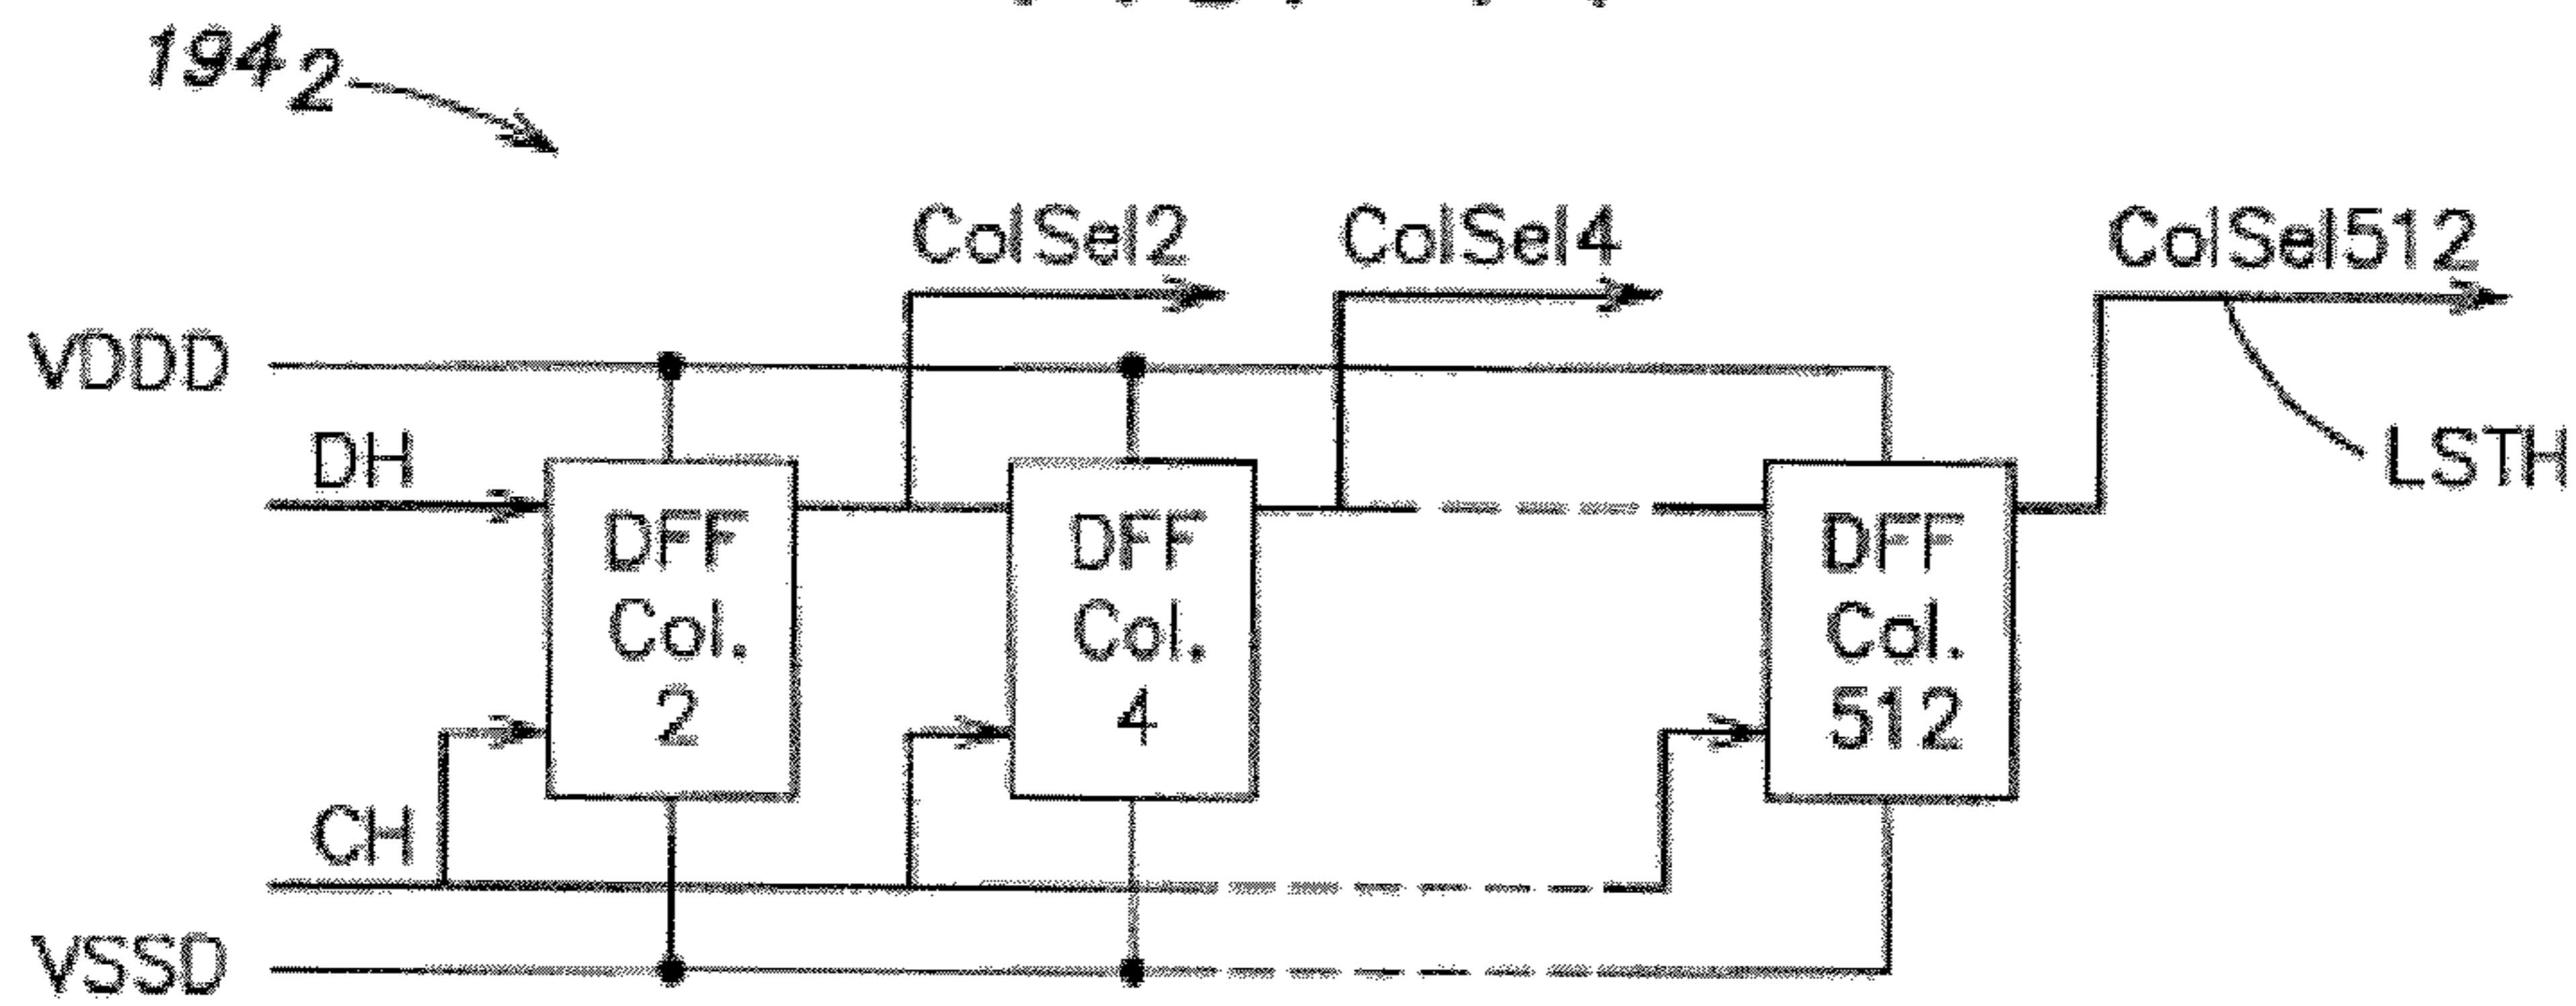 194₂
ColSel2 ColSel4 ColSel512
VDDD
DH
LSTH
DFF Col. 2
DFF Col. 4
DFF Col. 512
CH
VSSD